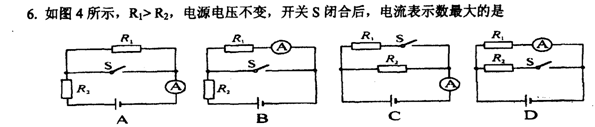 6. 如图 4 所示，R₁> R₂，电源电压不变，开关 S 闭合后，电流表示数最大的是
R₁ R₁ A R₁ S R₁ A
S S R₂ R₂ S
R₂ A R₂ A
A B C D